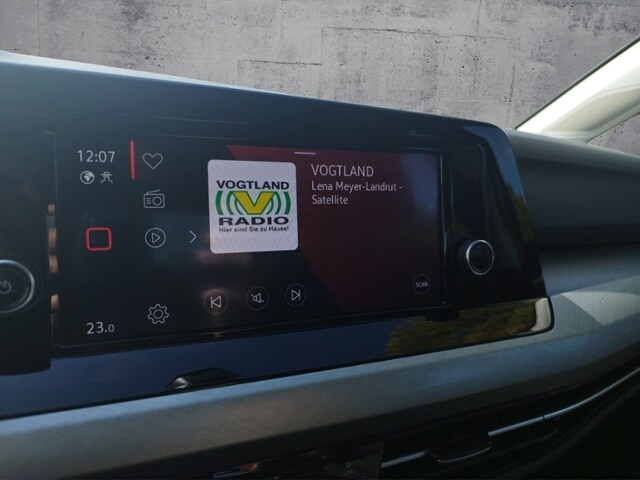 12:07
VOGTLAND
RADIO
Hier sind Sie zu Hause!
VOGTLAND
Lena Meyer-Landrut -
Satellite
SCAN
23.0